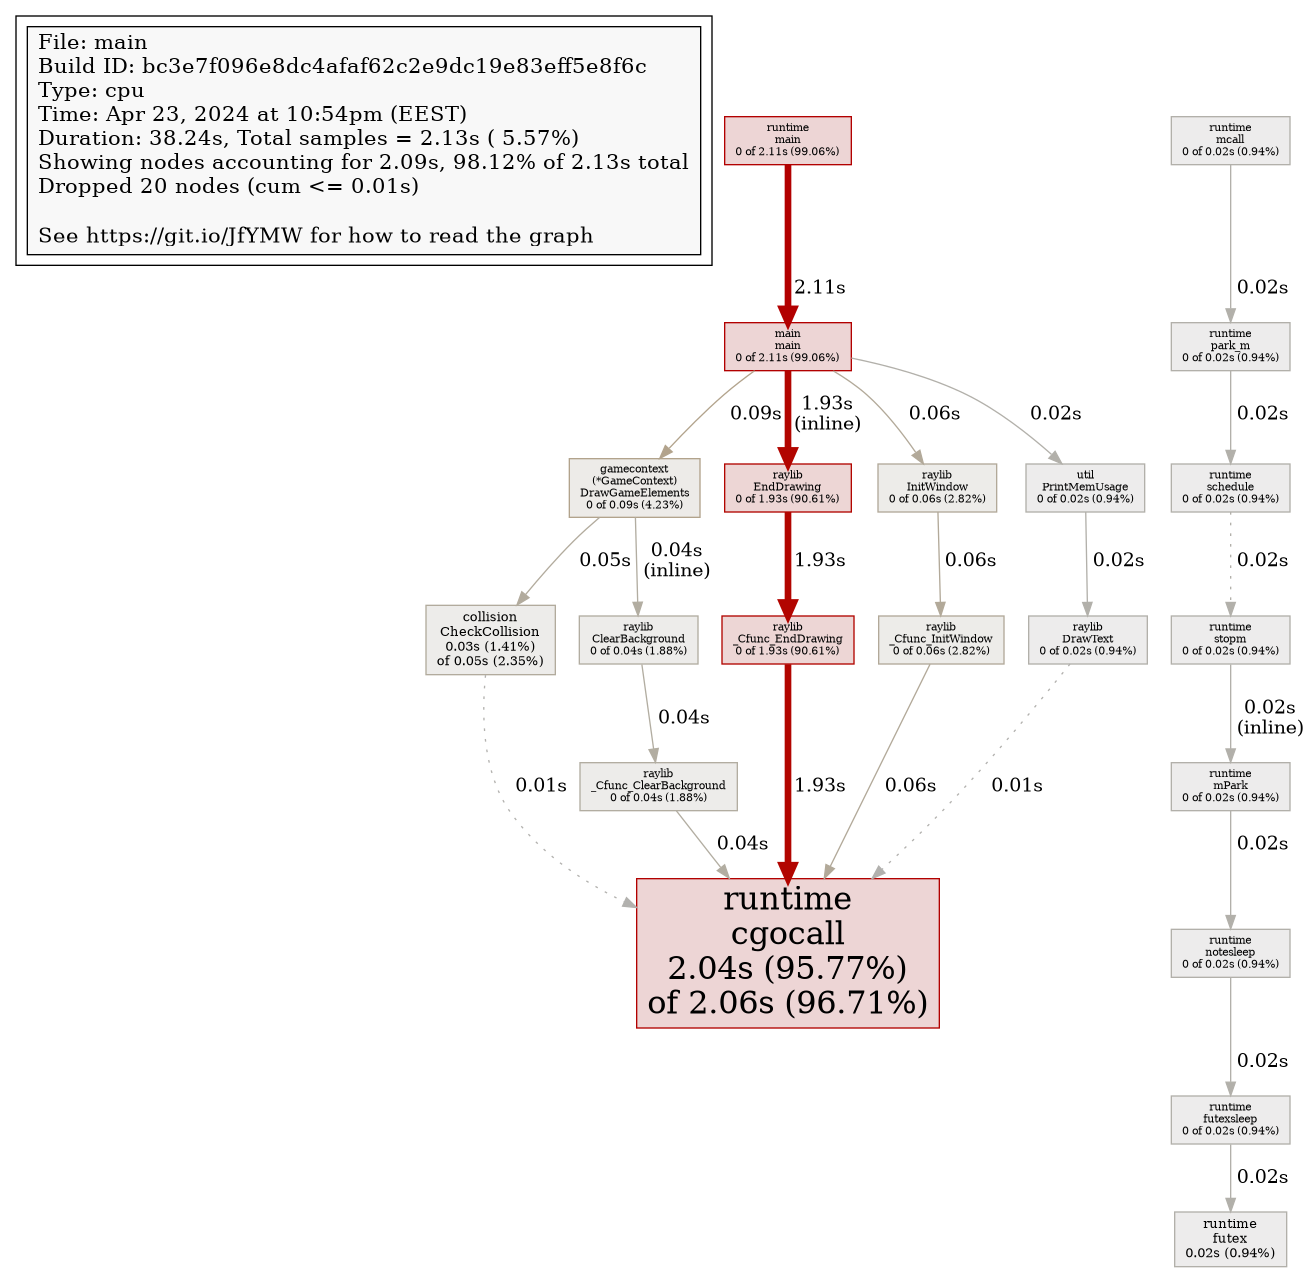 File: main
Build ID: bc3e7f096e8dc4afaf62c2e9dc19e83eff5e8f6c
Type: cpu
Time: Apr 23, 2024 at 10:54pm (EEST)
Duration: 38.24s, Total samples = 2.13s ( 5.57%)
Showing nodes accounting for 2.09s, 98.12% of 2.13s total
Dropped 20 nodes (cum <= 0.01s)
See https://git.io/JfYMW for how to read the graph
runtime
main
0 of 2.11s (99.06%)
runtime
mcall
0 of 0.02s (0.94%)
2.11s
0.02s
main
main
0 of 2.11s (99.06%)
runtime
park_m
0 of 0.02s (0.94%)
0.09s
1.93s
(inline)
0.06s
0.02s
0.02s
gamecontext
(*GameContext)
DrawGameElements
0 of 0.09s (4.23%)
raylib
EndDrawing
0 of 1.93s (90.61%)
raylib
InitWindow
0 of 0.06s (2.82%)
util
PrintMemUsage
0 of 0.02s (0.94%)
runtime
schedule
0 of 0.02s (0.94%)
0.05s
0.04s
(inline)
1.93s
0.06s
0.02s
0.02s
collision
CheckCollision
0.03s (1.41%)
of 0.05s (2.35%)
raylib
ClearBackground
0 of 0.04s (1.88%)
raylib
_Cfunc_EndDrawing
0 of 1.93s (90.61%)
raylib
_Cfunc_InitWindow
0 of 0.06s (2.82%)
raylib
DrawText
0 of 0.02s (0.94%)
runtime
stopm
0 of 0.02s (0.94%)
0.04s
0.02s
(inline)
raylib
_Cfunc_ClearBackground
0 of 0.04s (1.88%)
runtime
mPark
0 of 0.02s (0.94%)
0.01s
1.93s
0.06s
0.01s
0.04s
0.02s
runtime
cgocall
2.04s (95.77%)
of 2.06s (96.71%)
runtime
notesleep
0 of 0.02s (0.94%)
0.02s
runtime
futexsleep
0 of 0.02s (0.94%)
0.02s
runtime
futex
0.02s (0.94%)